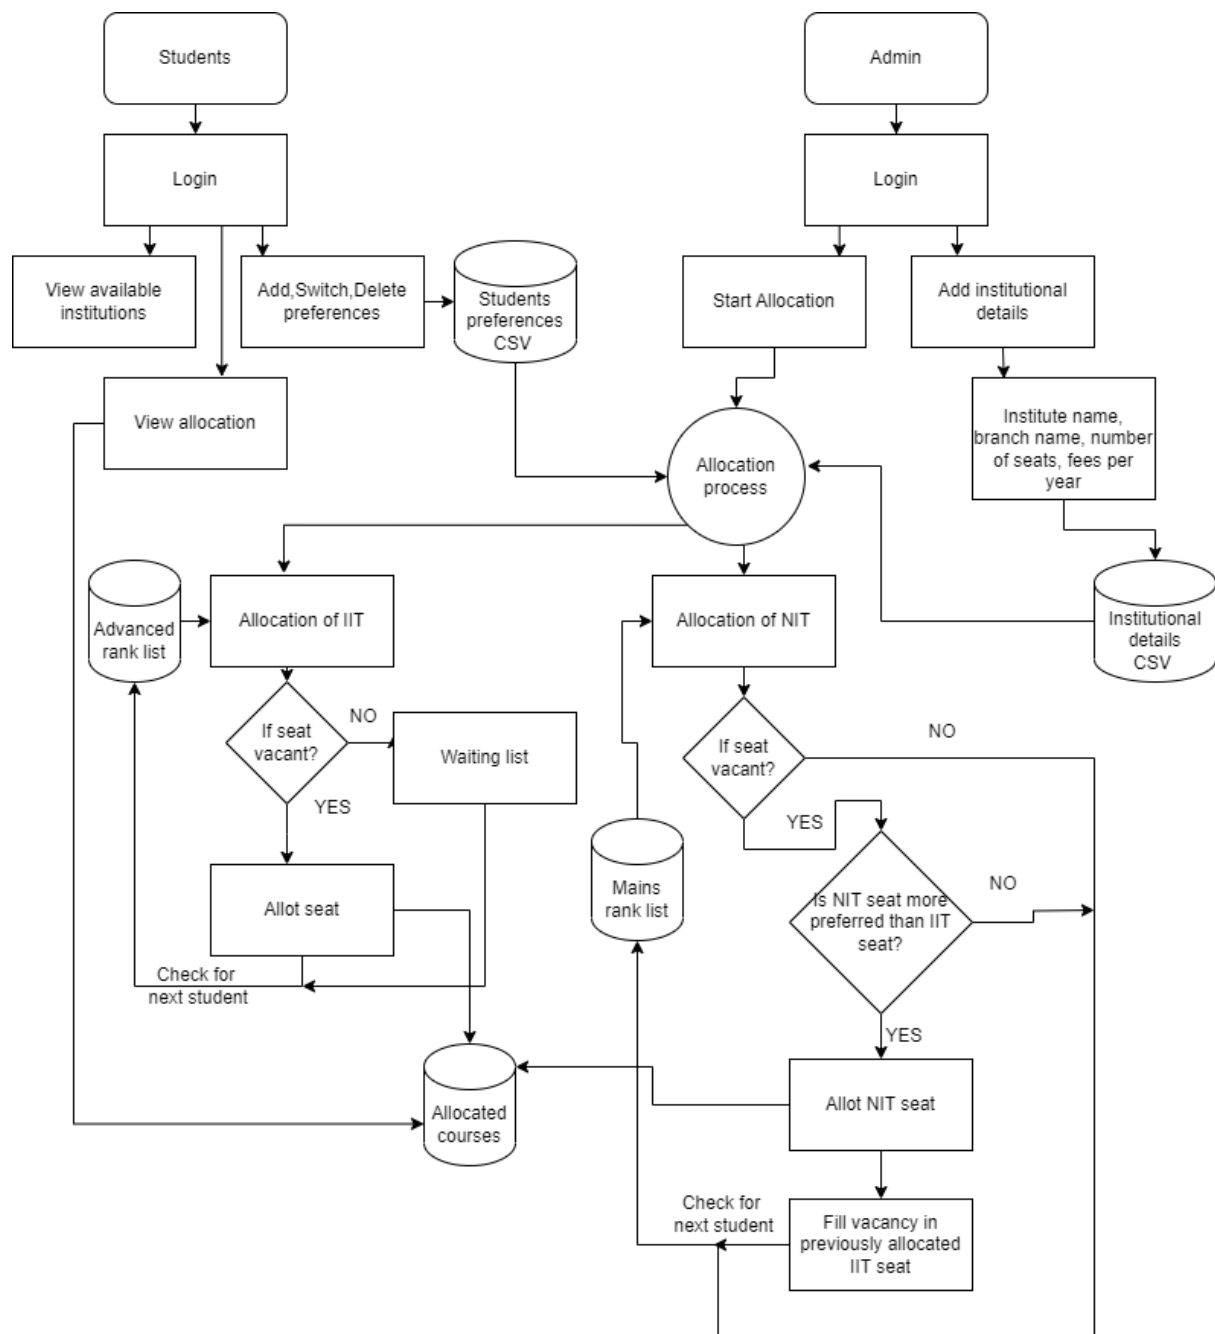 Students
Admin
Login
Login
View available
institutions
Add,Switch,Delete
preferences
Students
preferences
CSV
Start Allocation
Add institutional
details
View allocation
Institute name,
branch name, number
of seats, fees per
year
Allocation
process
Advanced
rank list
Allocation of IIT
Allocation of NIT
Institutional
details
CSV
If seat
vacant?
NO
Waiting list
If seat
vacant?
NO
YES
YES
Allot seat
Mains
rank list
Is NIT seat more
preferred than IIT
seat?
NO
Check for
next student
YES
Allocated
courses
Allot NIT seat
Check for
next student
Fill vacancy in
previously allocated
IIT seat